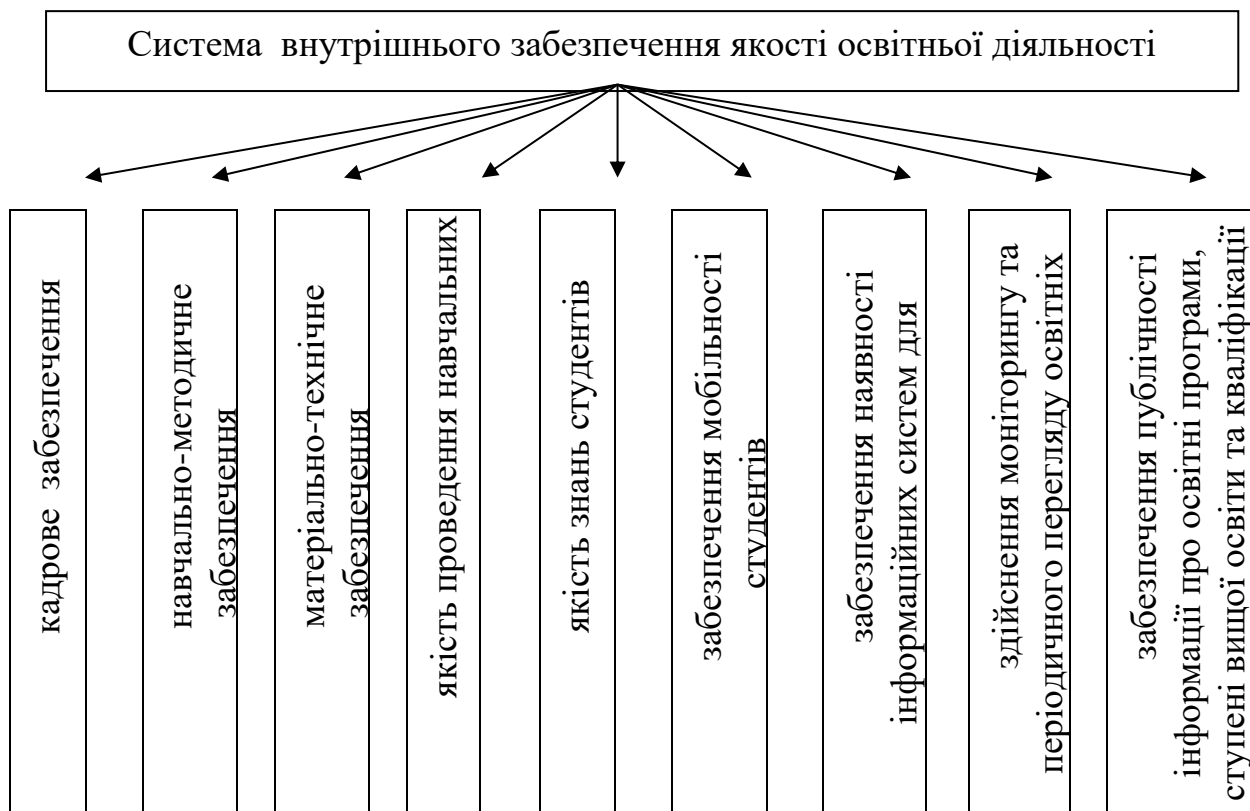 Система внутрішнього забезпечення якості освітньої діяльності
кадрове забезпечення
навчально-методичне
забезпечення
матеріально-технічне
забезпечення
якість проведення навчальних
якість знань студентів
забезпечення мобільності
студентів
забезпечення наявності
інформаційних систем для
здійснення моніторингу та
періодичного перегляду освітніх
забезпечення публічності
інформації про освітні програми,
ступені вищої освіти та кваліфікації